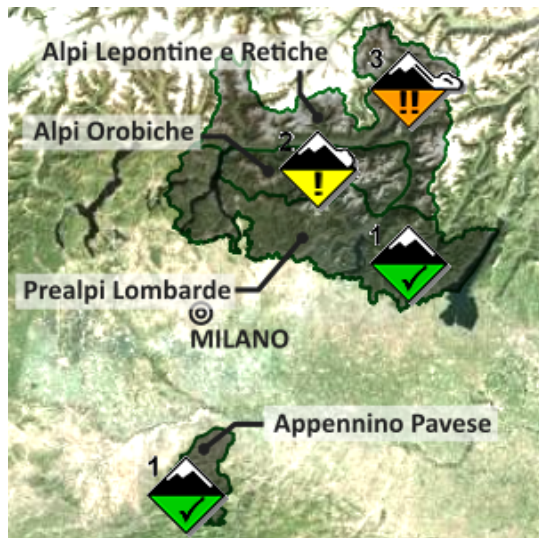 Alpi Lepontine e Retiche
3
!!
Alpi Orobiche
2
!
1
Prealpi Lombarde
MILANO
Appennino Pavese
1